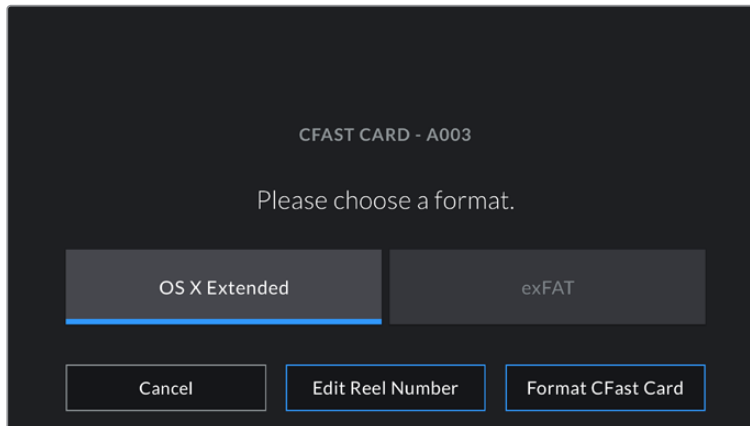 CFAST CARD - A003
Please choose a format.
OS X Extended
exFAT
Cancel
Edit Reel Number
Format CFast Card